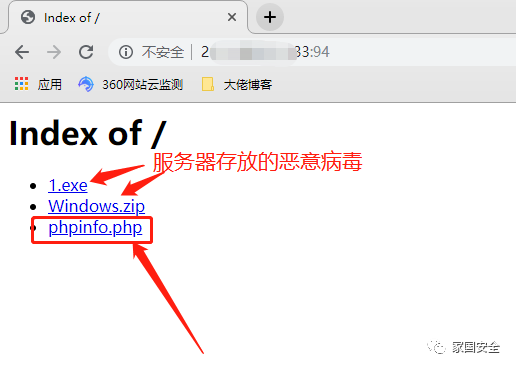 Index of /
不安全 2 33:94
应用 360网站云监测 大佬博客
Index of /
服务器存放的恶意病毒
1.exe
Windows.zip
phpinfo.php
家国安全